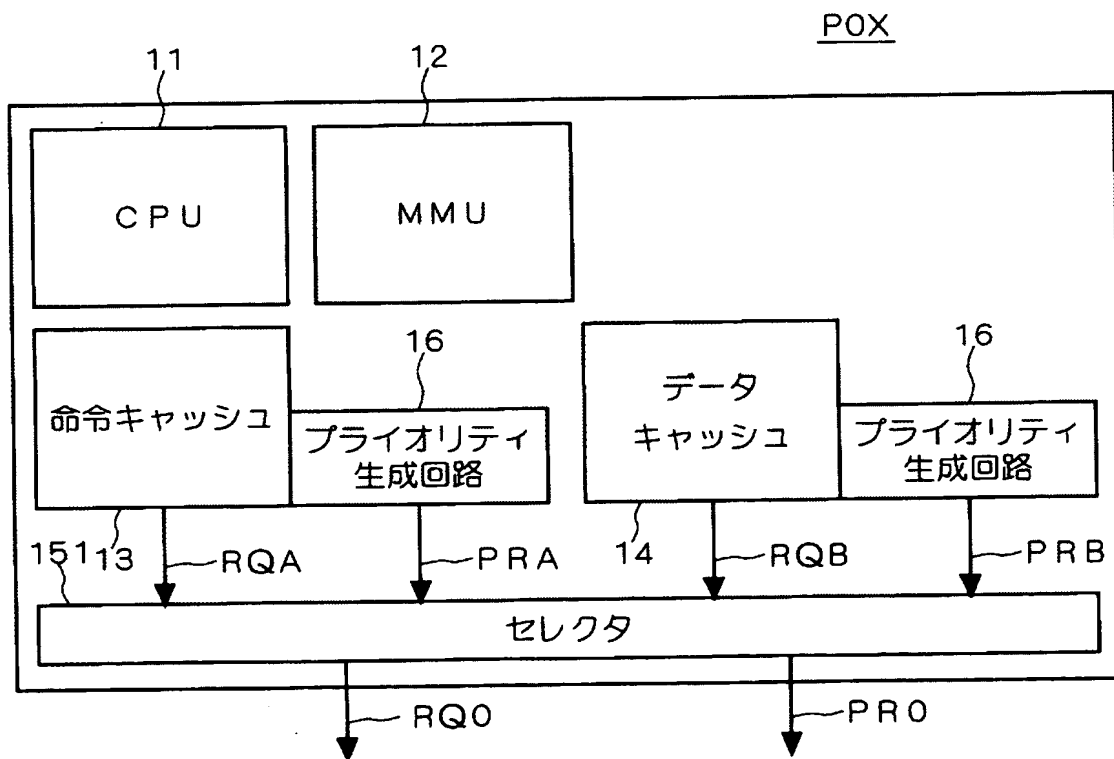 P0X
11
12
CPU
MMU
16
16
命令キャッシュ
データ
キャッシュ
プライオリティ
生成回路
プライオリティ
生成回路
151
13
RQA
PRA
14
RQB
PRB
セレクタ
RQ0
PR0